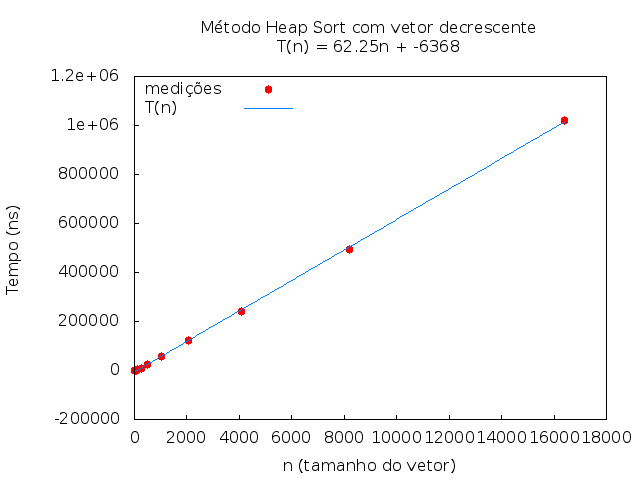 Método Heap Sort com vetor decrescente
T(n) = 62.25n + -6368
1.2e+06
1e+06
800000
600000
400000
200000
0
-200000
medições
T(n)
Tempo (ns)
0 2000 4000 6000 8000 10000 12000 14000 16000 18000
n (tamanho do vetor)